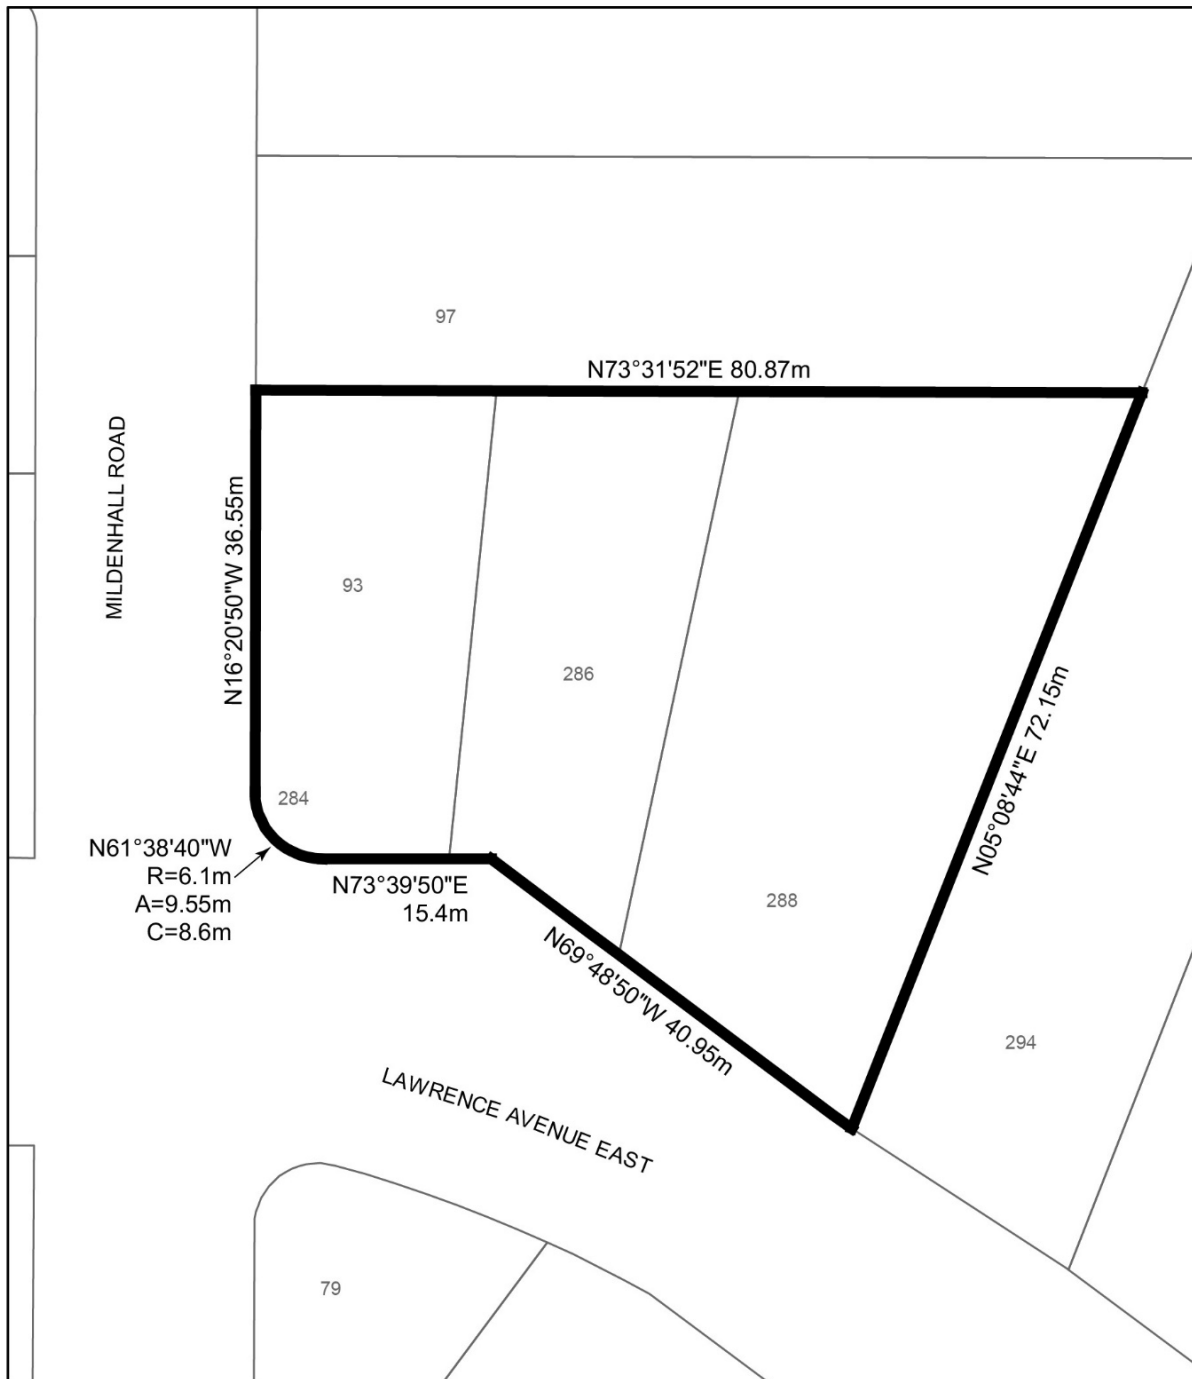 97
N73°31'52"E 80.87m
MILDENHALL ROAD
N16°20'50"W 36.55m
93
286
N05°08'44"E 72.15m
284
N61°38'40"W
R=6.1m
A=9.55m
C=8.6m
N73°39'50"E
15.4m
288
N69°48'50"W 40.95m
294
LAWRENCE AVENUE EAST
79